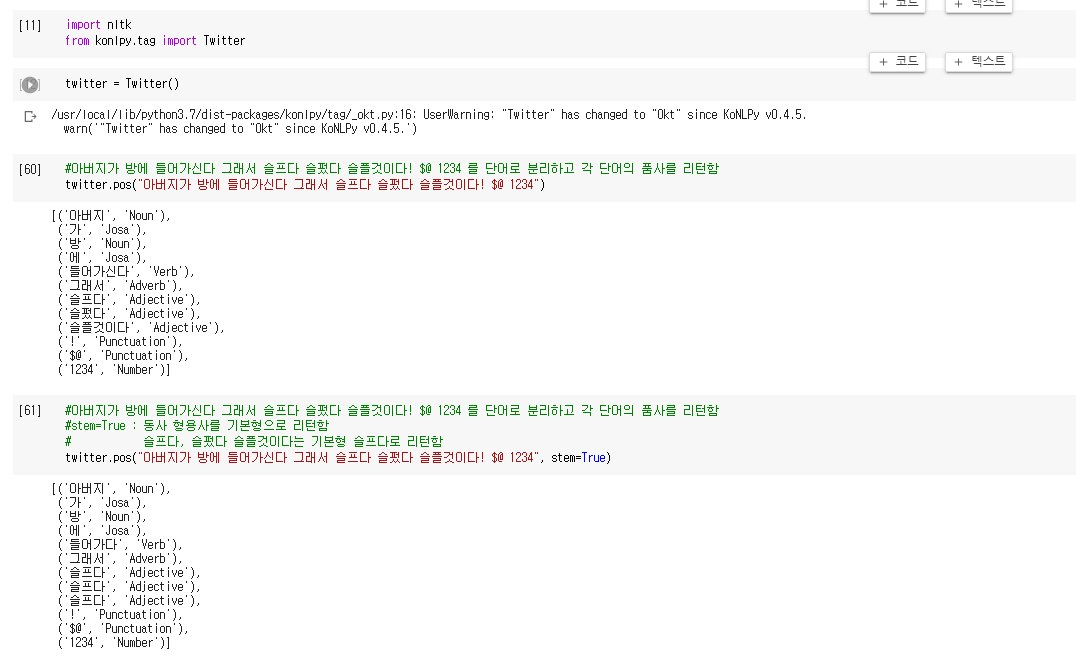 + 코드 + 텍스트
[11] import nltk
from konlpy.tag import Twitter
+ 코드 + 텍스트
twitter = Twitter()
/usr/local/lib/python3.7/dist-packages/konlpy/tag/_okt.py:16: UserWarning: "Twitter" has changed to "Okt" since KoNLPy v0.4.5.
warn('"Twitter" has changed to "Okt" since KoNLPy v0.4.5.')
[60] #아버지가 방에 들어가신다 그래서 슬프다 슬펐다 슬플것이다! $@ 1234 를 단어로 분리하고 각 단어의 품사를 리턴함
twitter.pos("아버지가 방에 들어가신다 그래서 슬프다 슬펐다 슬플것이다! $@ 1234")
[('아버지', 'Noun'),
('가', 'Josa'),
('방', 'Noun'),
('에', 'Josa'),
('들어가신다', 'Verb'),
('그래서', 'Adverb'),
('슬프다', 'Adjective'),
('슬펐다', 'Adjective'),
('슬플것이다', 'Adjective'),
('!', 'Punctuation'),
('$@', 'Punctuation'),
('1234', 'Number')]
[61] #아버지가 방에 들어가신다 그래서 슬프다 슬펐다 슬플것이다! $@ 1234 를 단어로 분리하고 각 단어의 품사를 리턴함
#stem=True : 동사 형용사를 기본형으로 리턴함
# 슬프다, 슬펐다 슬플것이다는 기본형 슬프다로 리턴함
twitter.pos("아버지가 방에 들어가신다 그래서 슬프다 슬펐다 슬플것이다! $@ 1234", stem=True)
[('아버지', 'Noun'),
('가', 'Josa'),
('방', 'Noun'),
('에', 'Josa'),
('들어가다', 'Verb'),
('그래서', 'Adverb'),
('슬프다', 'Adjective'),
('슬프다', 'Adjective'),
('슬프다', 'Adjective'),
('!', 'Punctuation'),
('$@', 'Punctuation'),
('1234', 'Number')]